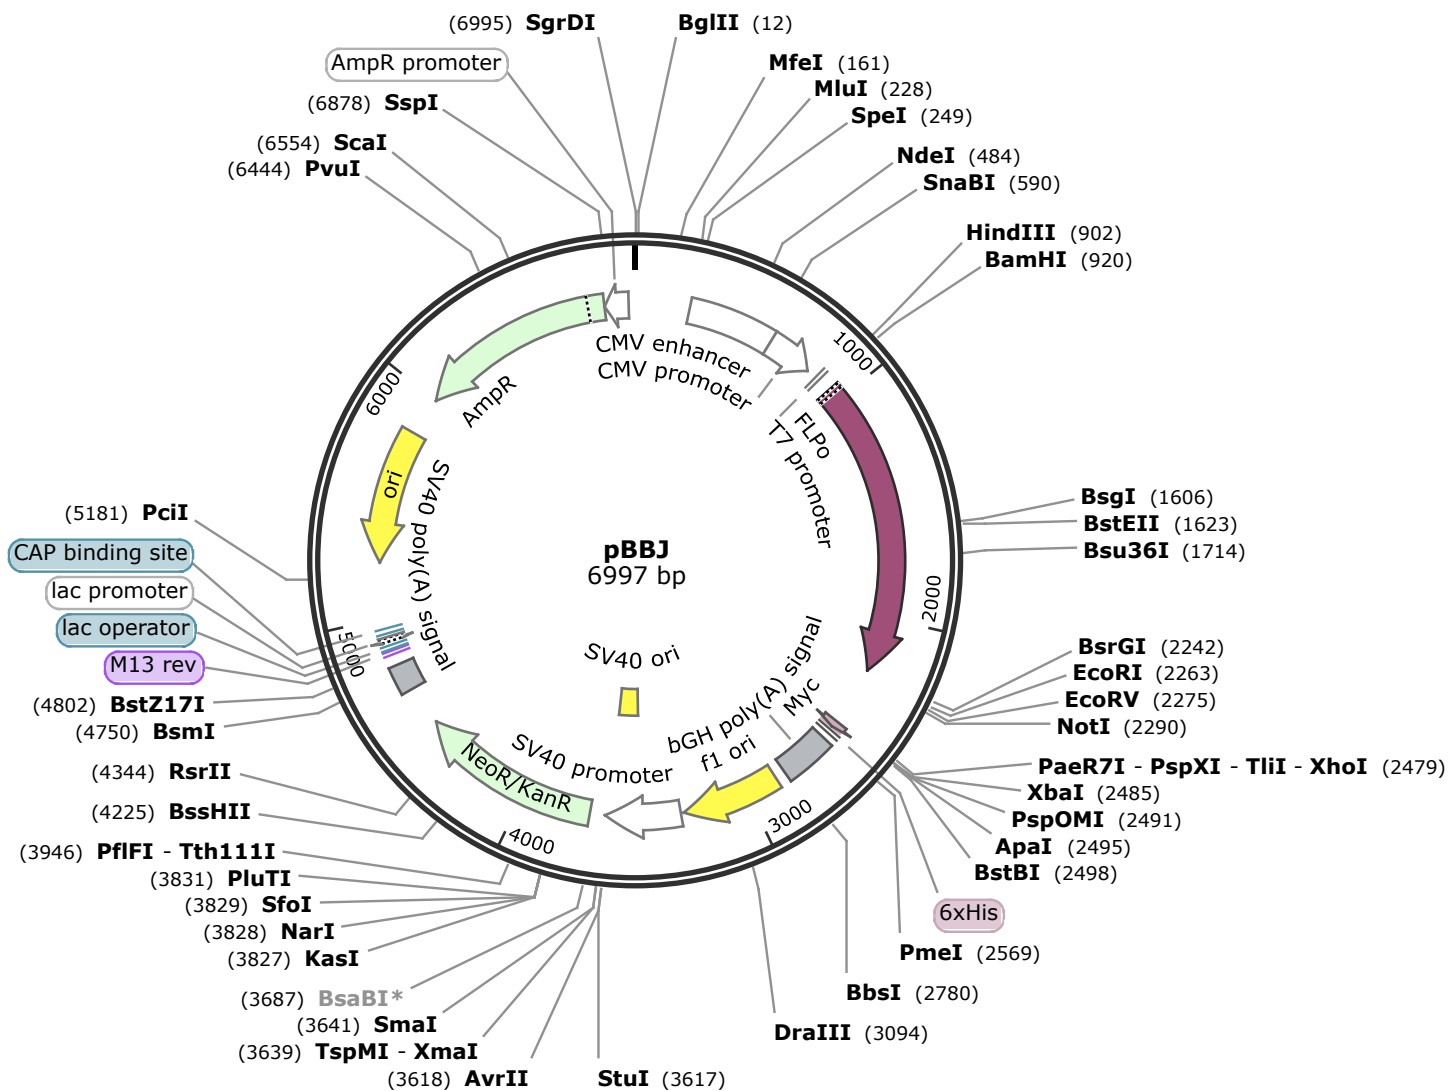 (6995) SgrDI
BglII (12)
AmpR promoter
MfeI (161)
(6878) SspI
MluI (228)
SpeI (249)
(6554) ScaI
(6444) PvuI
NdeI (484)
SnaBI (590)
HindIII (902)
BamHI (920)
1000
CMV enhancer
CMV promoter
6000
AmpR
FLPo
T7 promoter
ori
SV40 poly(A) signal
BsgI (1606)
BstEII (1623)
Bsu36I (1714)
(5181) PciI
pBBJ
6997 bp
CAP binding site
lac promoter
lac operator
M13 rev
5000
2000
SV40 ori
bGH poly(A) signal
Myc
BsrGI (2242)
EcoRI (2263)
EcoRV (2275)
NotI (2290)
(4802) BstZ17I
(4750) BsmI
f1 ori
SV40 promoter
NeoR/KanR
(4344) RsrII
(4225) BssHII
PaeR7I - PspXI - TliI - XhoI (2479)
XbaI (2485)
PspOMI (2491)
ApaI (2495)
BstBI (2498)
3000
4000
(3946) PflFI - Tth111I
(3831) PluTI
(3829) SfoI
(3828) NarI
(3827) KasI
6xHis
PmeI (2569)
BbsI (2780)
DraIII (3094)
(3687) BsaBI*
(3641) SmaI
(3639) TspMI - XmaI
(3618) AvrII
StuI (3617)